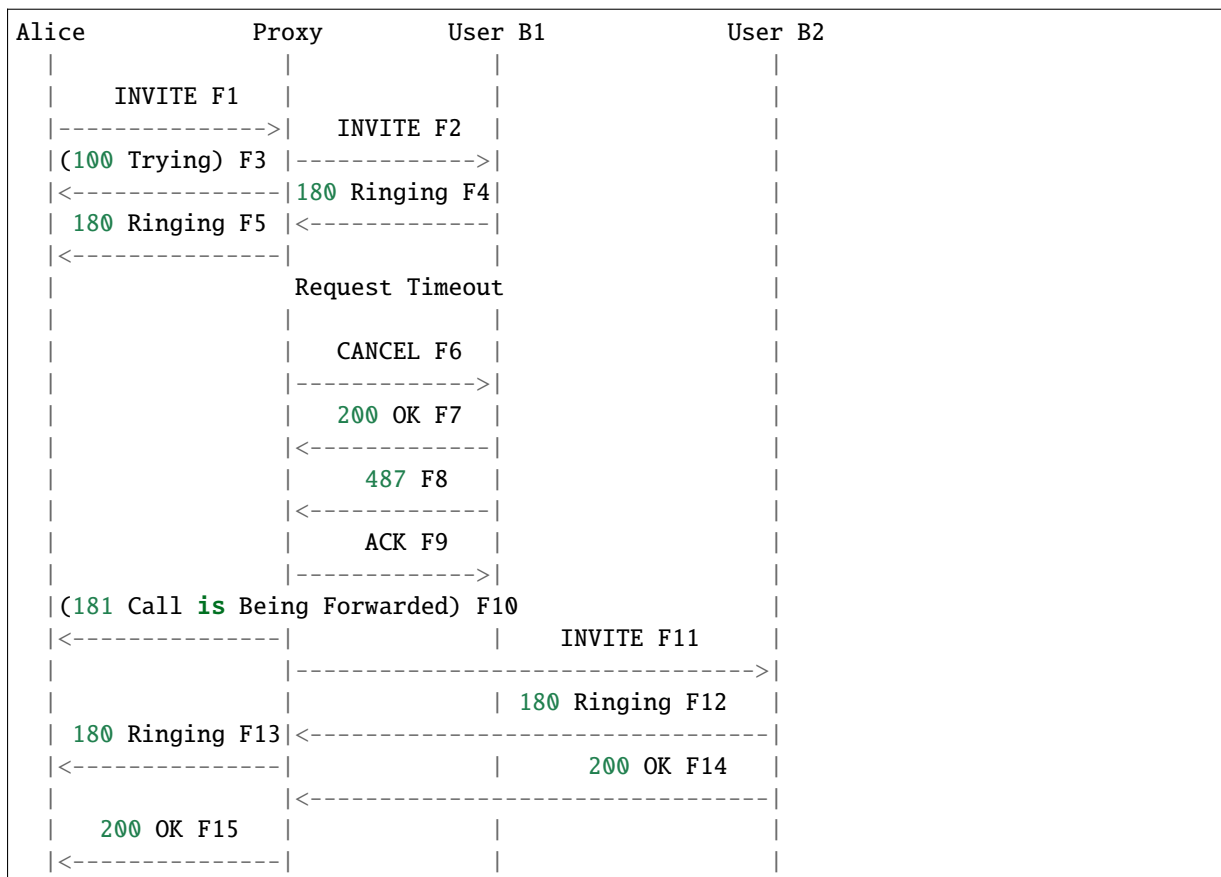 Alice                Proxy               User B1               User B2
  |                    |                 |                       |
  |     INVITE F1      |                 |                       |
  |--------------->|    INVITE F2   |                       |
  |(100 Trying) F3 |------------->|                       |
  |<---------------|180 Ringing F4|                       |
  | 180 Ringing F5 |<-------------|                       |
  |<---------------|              |                       |
  |                 Request Timeout                       |
  |                |              |                       |
  |                |   CANCEL F6  |                       |
  |                |------------->|                       |
  |                |   200 OK F7  |                       |
  |                |<-------------|                       |
  |                |     487 F8   |                       |
  |                |<-------------|                       |
  |                |     ACK F9   |                       |
  |                |------------->|                       |
  |(181 Call is Being Forwarded) F10                      |
  |<---------------|              |    INVITE F11         |
  |                |-------------------------------->|
  |                |              | 180 Ringing F12   |
  | 180 Ringing F13|<--------------------------------|
  |<---------------|              |      200 OK F14   |
  |                |<--------------------------------|
  |   200 OK F15   |              |                   |
  |<---------------|              |                   |